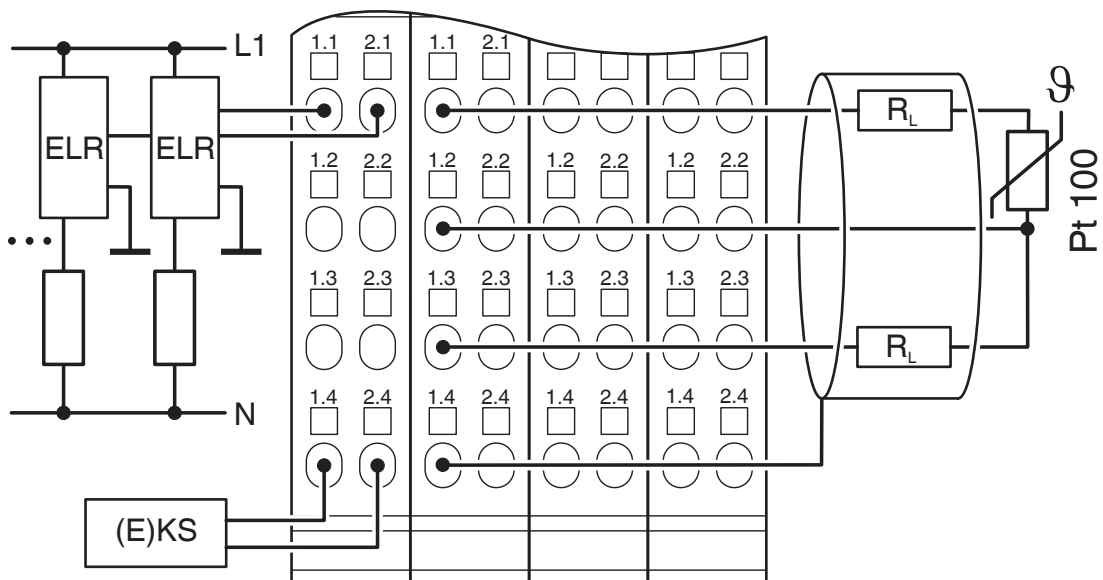 L1
1.1 2.1 1.1 2.1
R_L
ϑ
ELR ELR
1.2 2.2 1.2 2.2 1.2 2.2 1.2 2.2
Pt 100
...
1.3 2.3 1.3 2.3 1.3 2.3 1.3 2.3
R_L
N
1.4 2.4 1.4 2.4 1.4 2.4 1.4 2.4
(E)KS